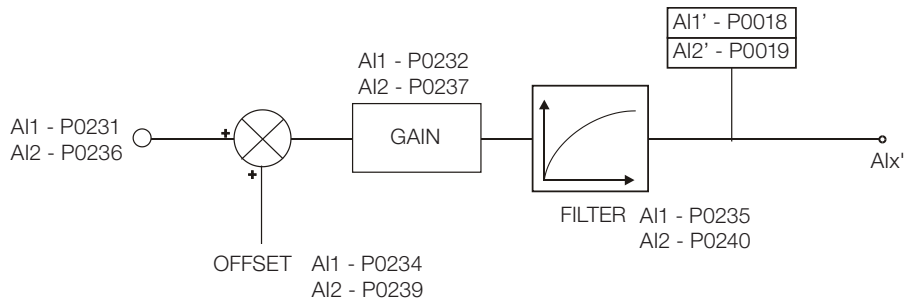 AI1' - P0018
AI2' - P0019
AI1 - P0232
AI2 - P0237
AI1 - P0231
AI2 - P0236
GAIN
AIx'
FILTER AI1 - P0235
AI2 - P0240
OFFSET AI1 - P0234
AI2 - P0239